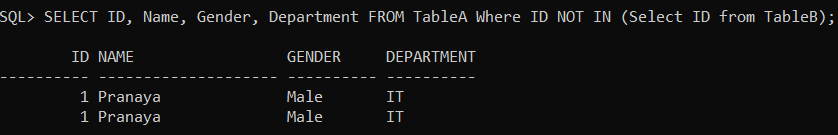 SQL> SELECT ID, Name, Gender, Department FROM TableA Where ID NOT IN (Select ID from TableB);
        ID NAME                 GENDER     DEPARTMENT
---------- -------------------- ---------- ----------
         1 Pranaya              Male       IT
         1 Pranaya              Male       IT